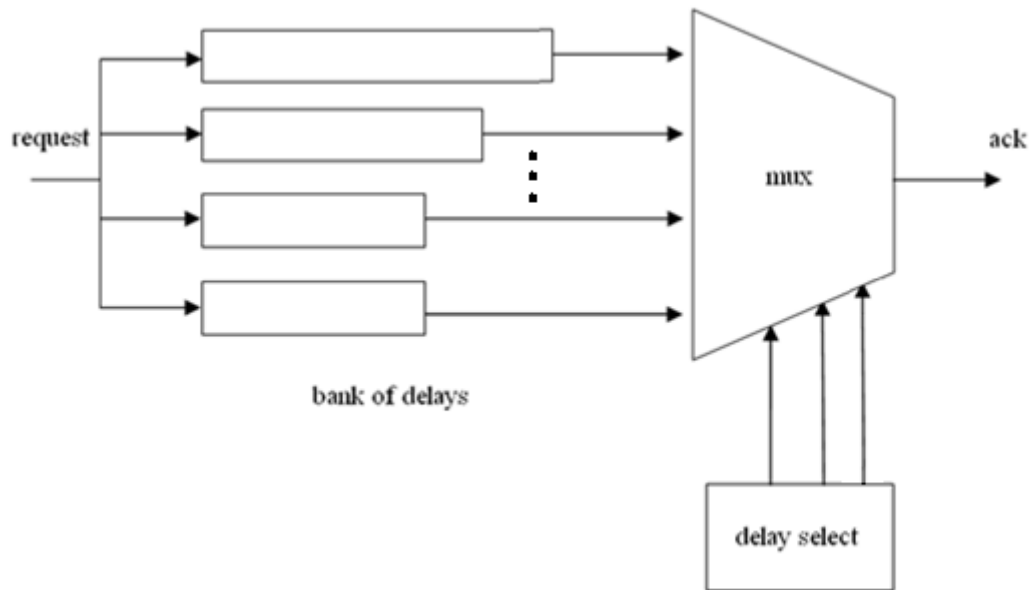 request
ack
mux
bank of delays
delay select